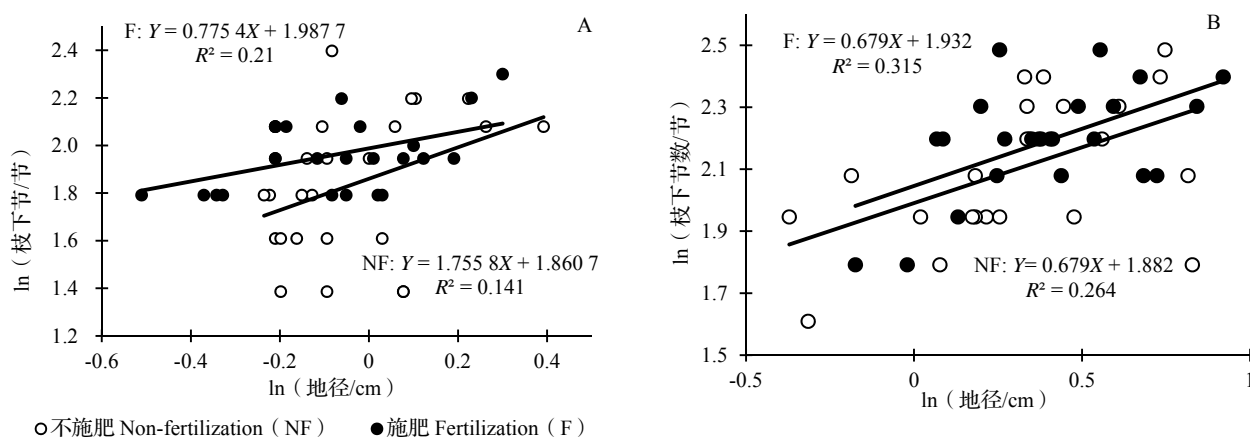 A
F: Y = 0.775 4X + 1.987 7
R² = 0.21
2.4
2.2
2.0
1.8
1.6
1.4
1.2
ln（枝下节/节）
NF: Y = 1.755 8X + 1.860 7
R² = 0.141
-0.6
-0.4
-0.2
0
0.2
0.4
ln（地径/cm）
B
F: Y = 0.679X + 1.932
R² = 0.315
2.5
2.3
2.1
1.9
1.7
1.5
ln（枝下节数/节）
NF: Y= 0.679X + 1.882
R² = 0.264
-0.5
0
0.5
1
ln（地径/cm）
不施肥 Non-fertilization（NF） 施肥 Fertilization（F）